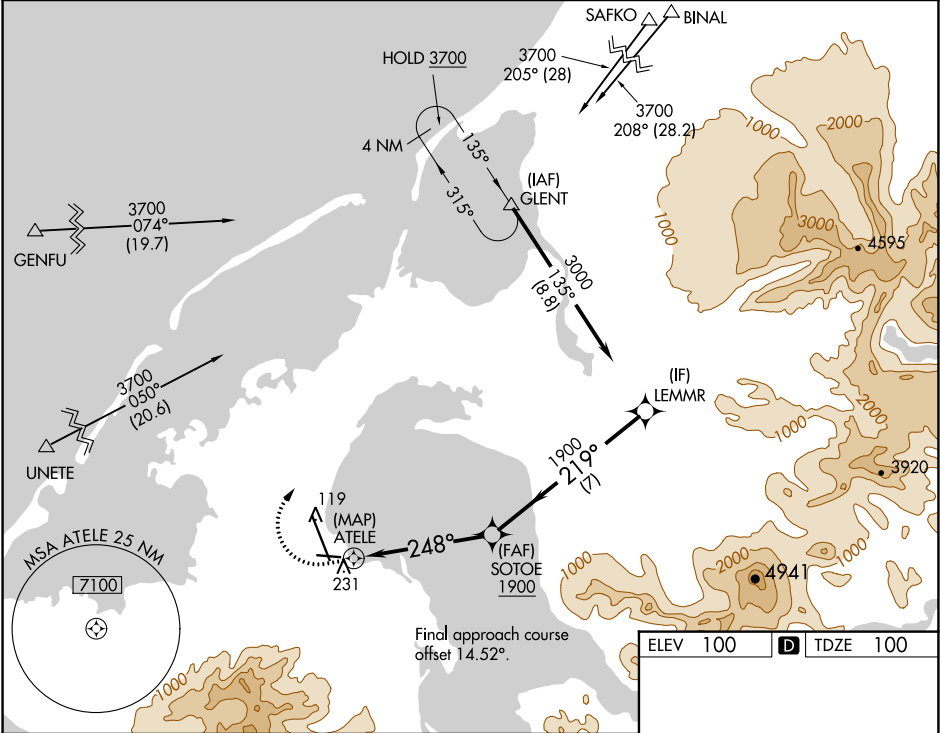 SAFKO
BINAL
3700
205° (28)
3700
208° (28.2)
HOLD 3700
4 NM
135°
315°
(IAF)
GLENT
3000
135°
(8.8)
3700
074°
(19.7)
GENFU
3700
050°
(20.6)
UNETE
1000
2000
3000
1000
4595
(IF)
LEMMR
1900
219°
(7)
2000
1000
3920
119
(MAP)
ATELE
248°
231
(FAF)
SOTOE
1900
1000
2000
1000
4941
MSA ATELE 25 NM
7100
Final approach course
offset 14.52°.
1000
ELEV 100 D TDZE 100